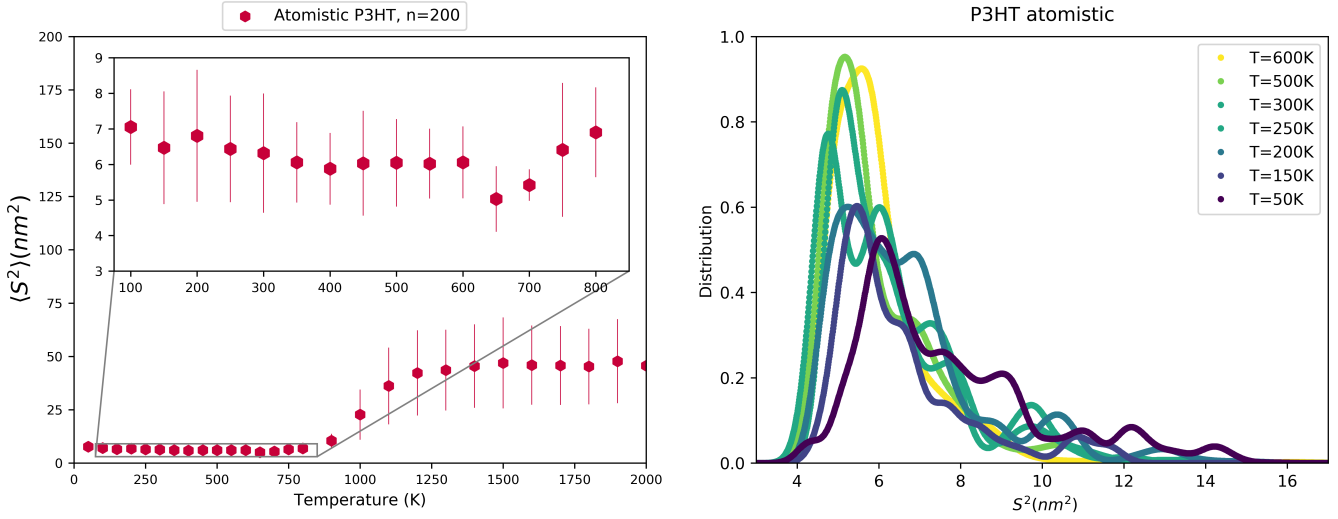 Atomistic P3HT, n=200
200
175
150
125
100
75
50
25
0
⟨S²⟩(nm²)
9
8
7
6
5
4
3
100 200 300 400 500 600 700 800
0 250 500 750 1000 1250 1500 1750 2000
Temperature (K)
P3HT atomistic
1.0
0.8
0.6
0.4
0.2
0.0
Distribution
T=600K
T=500K
T=300K
T=250K
T=200K
T=150K
T=50K
4 6 8 10 12 14 16
S²(nm²)